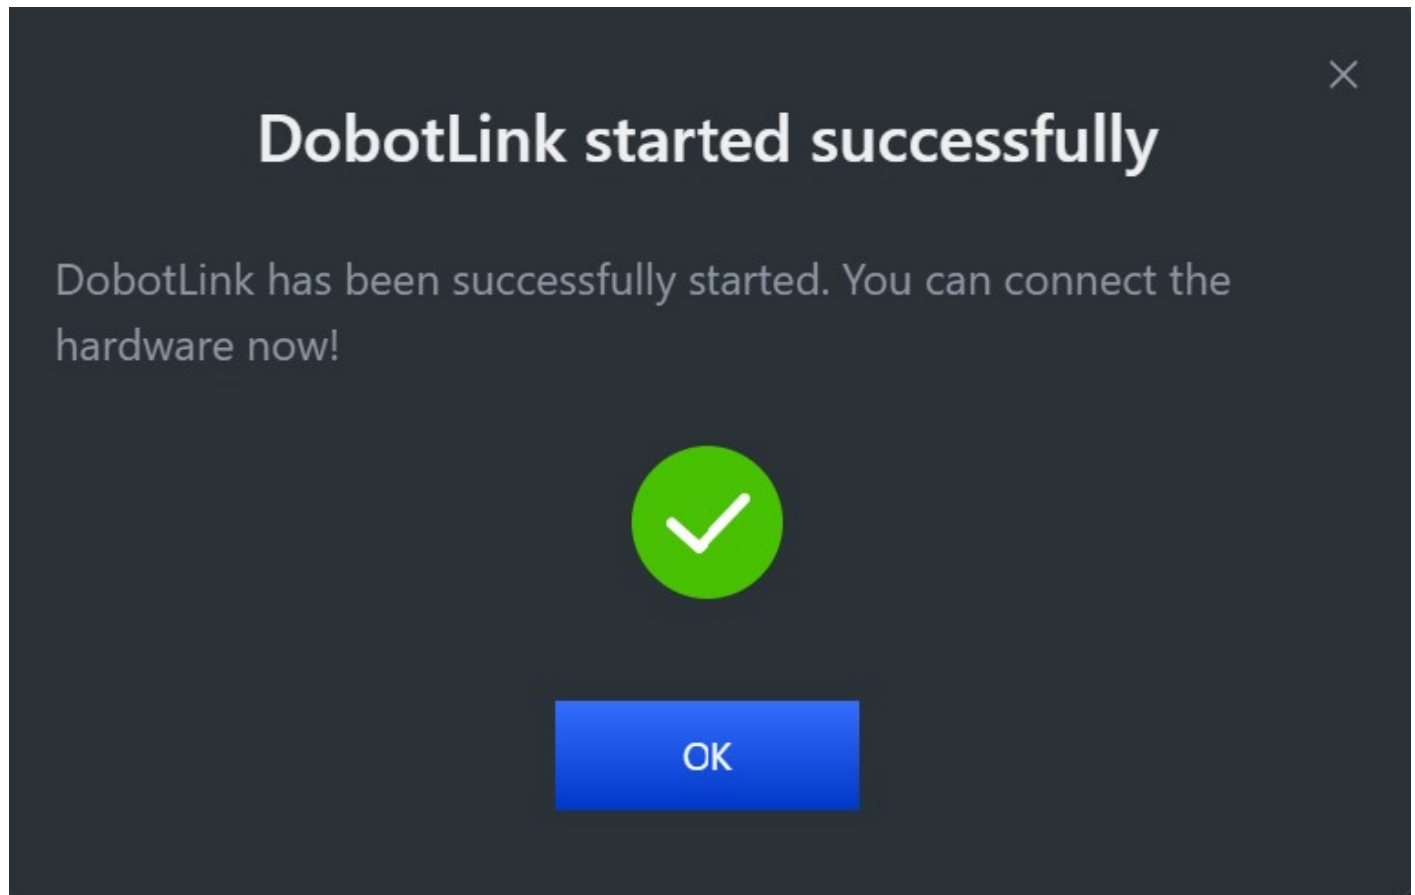 DobotLink started successfully
DobotLink has been successfully started. You can connect the
hardware now!
OK